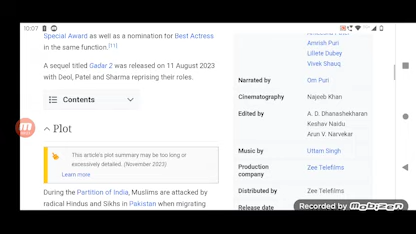 10:07
Special Award as well as a nomination for Best Actress
in the same function.[11]
A sequel titled Gadar 2 was released on 11 August 2023
with Deol, Patel and Sharma reprising their roles.
Contents
Plot
This article's plot summary may be too long or
excessively detailed. (November 2023)
Learn more
During the Partition of India, Muslims are attacked by
radical Hindus and Sikhs in Pakistan when migrating
Amrish Puri
Lillete Dubey
Vivek Shauq
Narrated by Om Puri
Cinematography Najeeb Khan
Edited by A. D. Dhanashekharan
Keshav Naidu
Arun V. Narvekar
Music by Uttam Singh
Production
company Zee Telefilms
Distributed by Zee Telefilms
Release date
Recorded by Mobizen